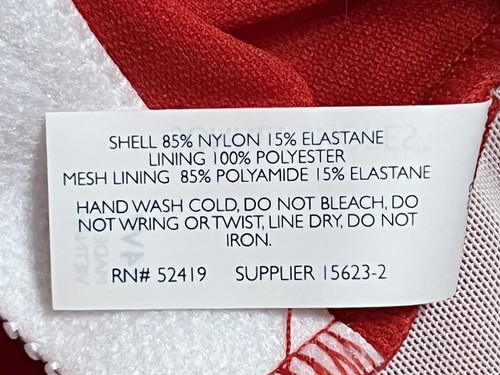 SHELL 85% NYLON 15% ELASTANE
LINING 100% POLYESTER
MESH LINING 85% POLYAMIDE 15% ELASTANE
HAND WASH COLD, DO NOT BLEACH, DO
NOT WRING OR TWIST, LINE DRY, DO NOT
IRON.
RN# 52419 SUPPLIER 15623-2